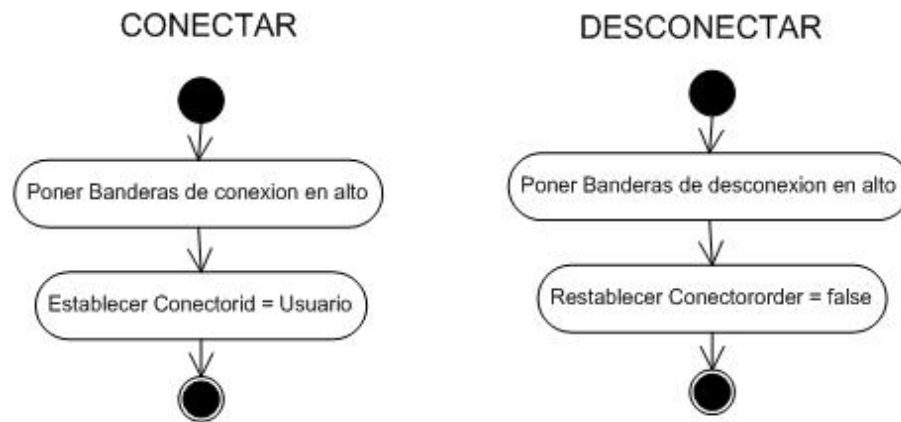 CONECTAR
Poner Banderas de conexion en alto
Establecer Conectorid = Usuario
DESCONECTAR
Poner Banderas de desconexion en alto
Restablecer Conectororder = false